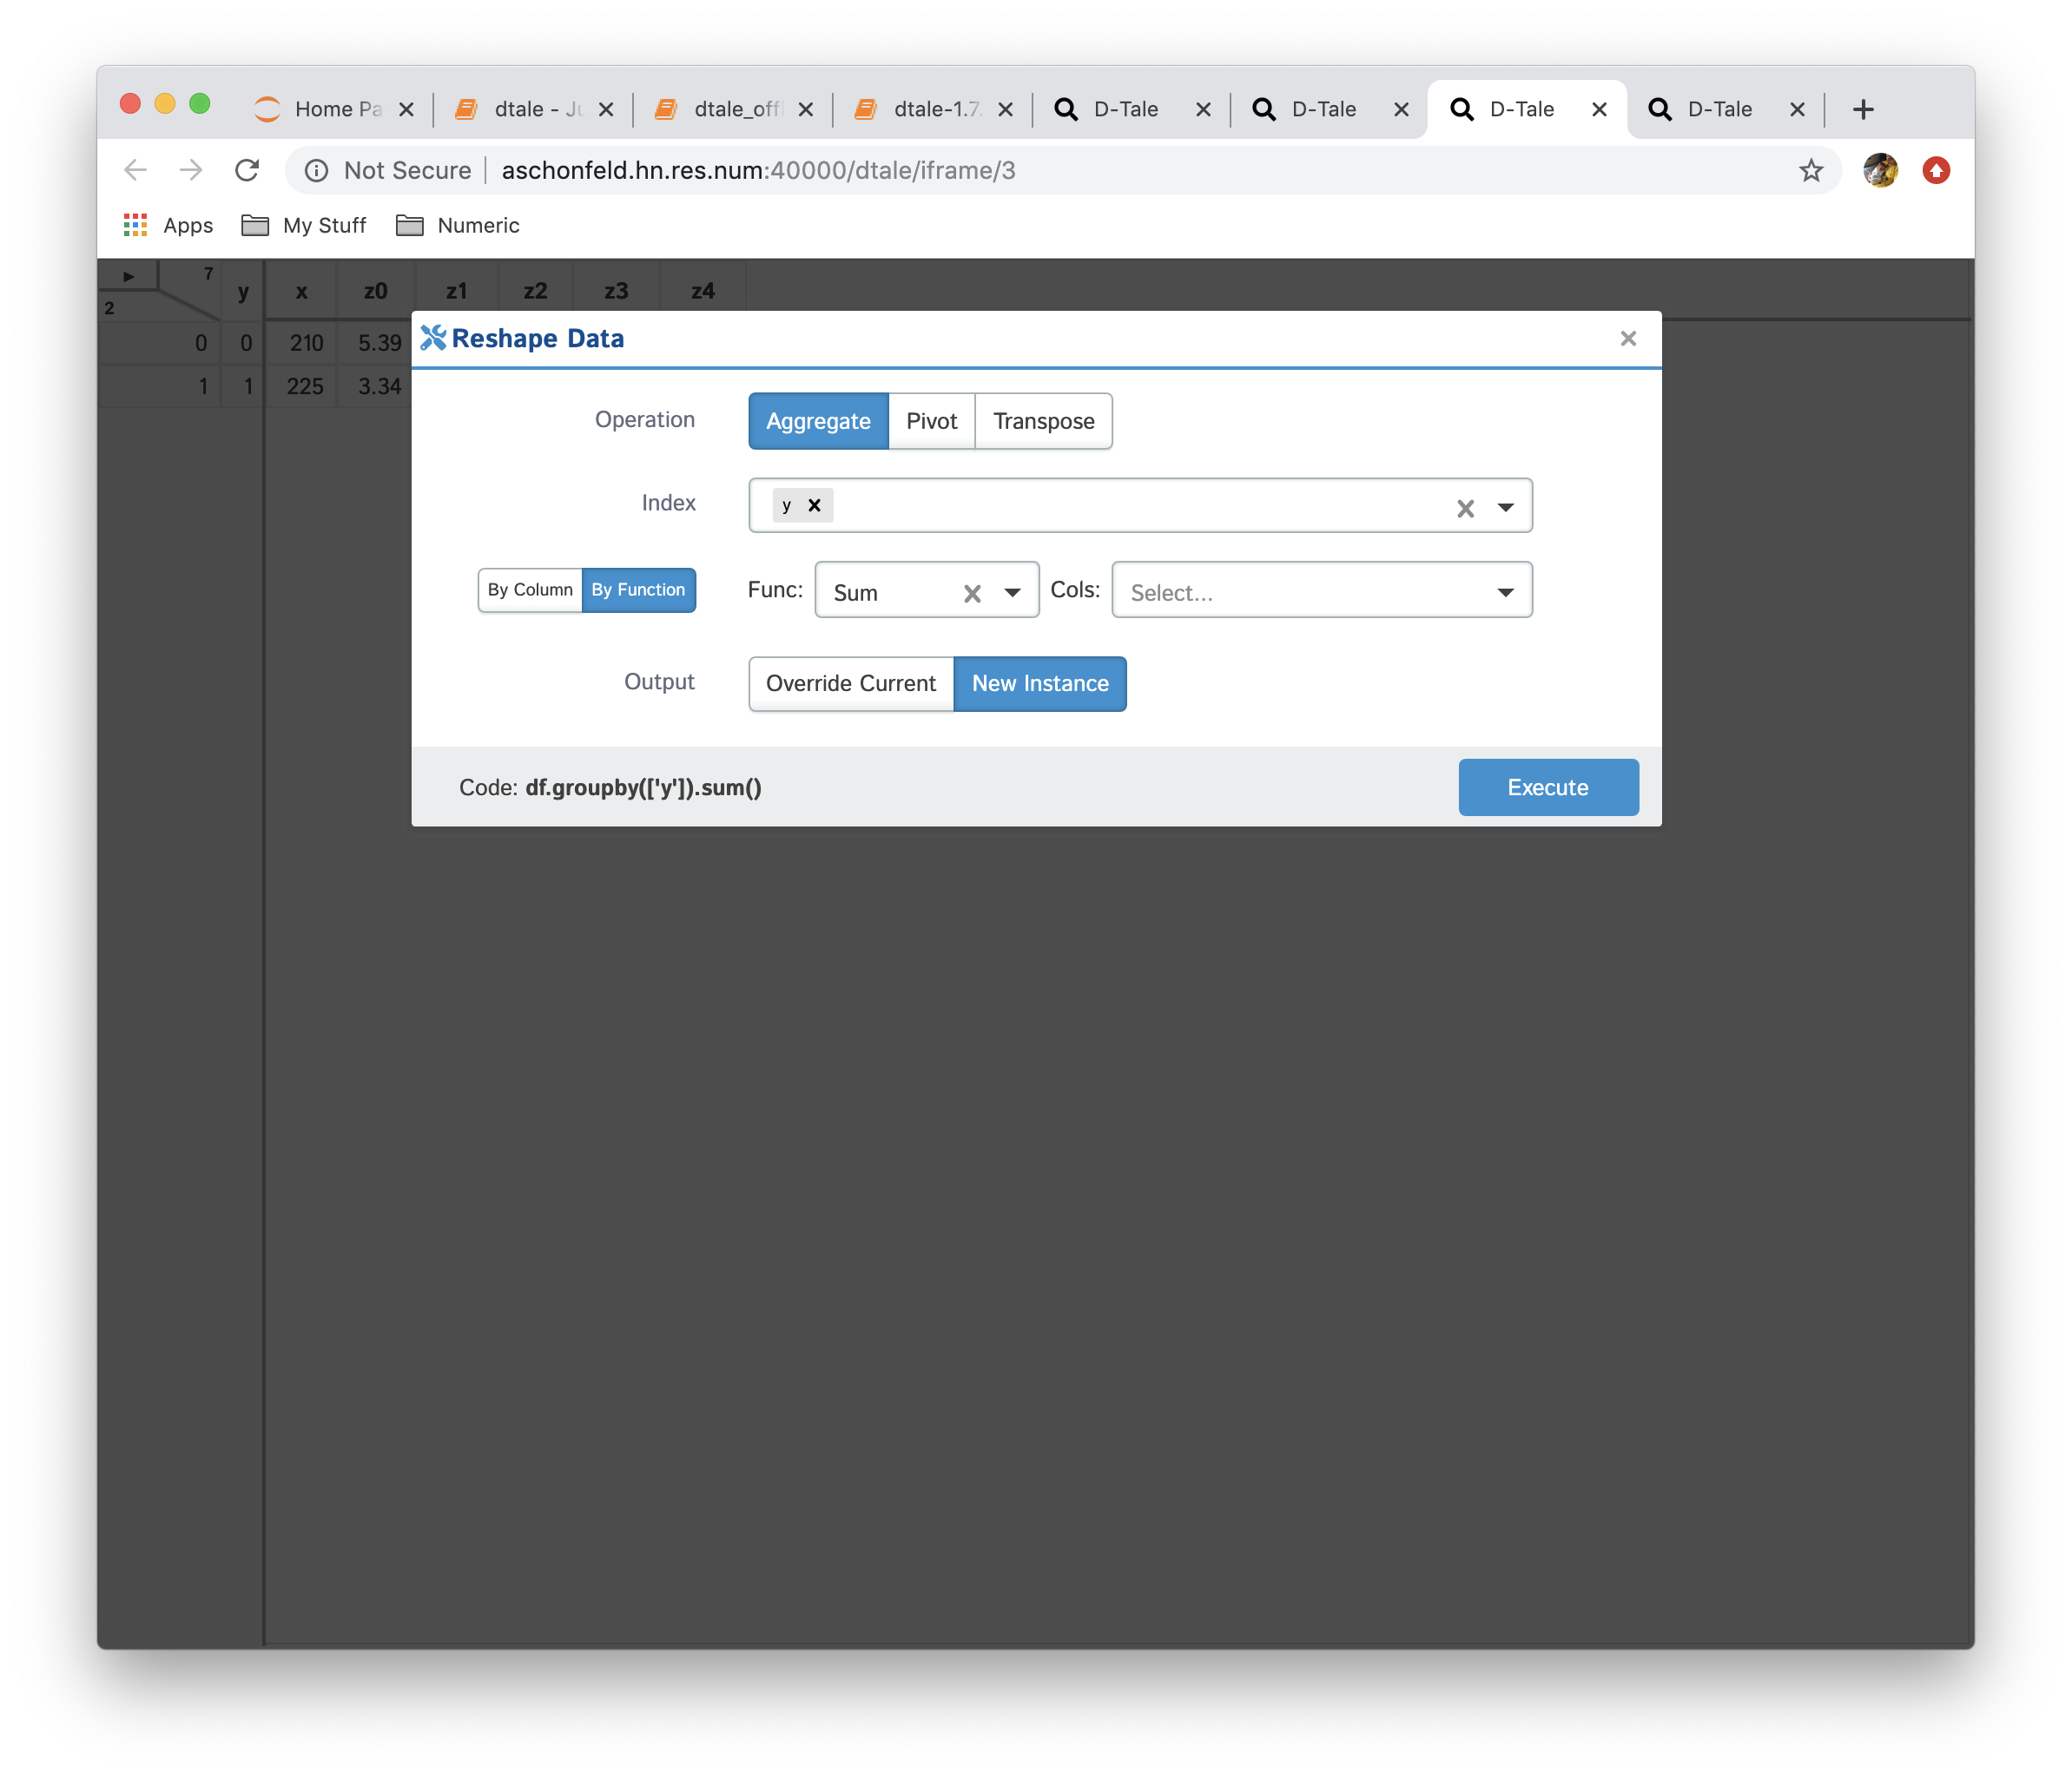 Home Pa
dtale - Ju
dtale_off
dtale-1.7.
D-Tale
D-Tale
D-Tale
D-Tale
Not Secure
aschonfeld.hn.res.num:40000/dtale/iframe/3
Apps
My Stuff
Numeric
7
2
y x z0 z1 z2 z3 z4
0 0 210 5.39
1 1 225 3.34
Reshape Data
Operation Aggregate Pivot Transpose
Index y
By Column By Function Func: Sum Cols: Select...
Output Override Current New Instance
Code: df.groupby(['y']).sum() Execute